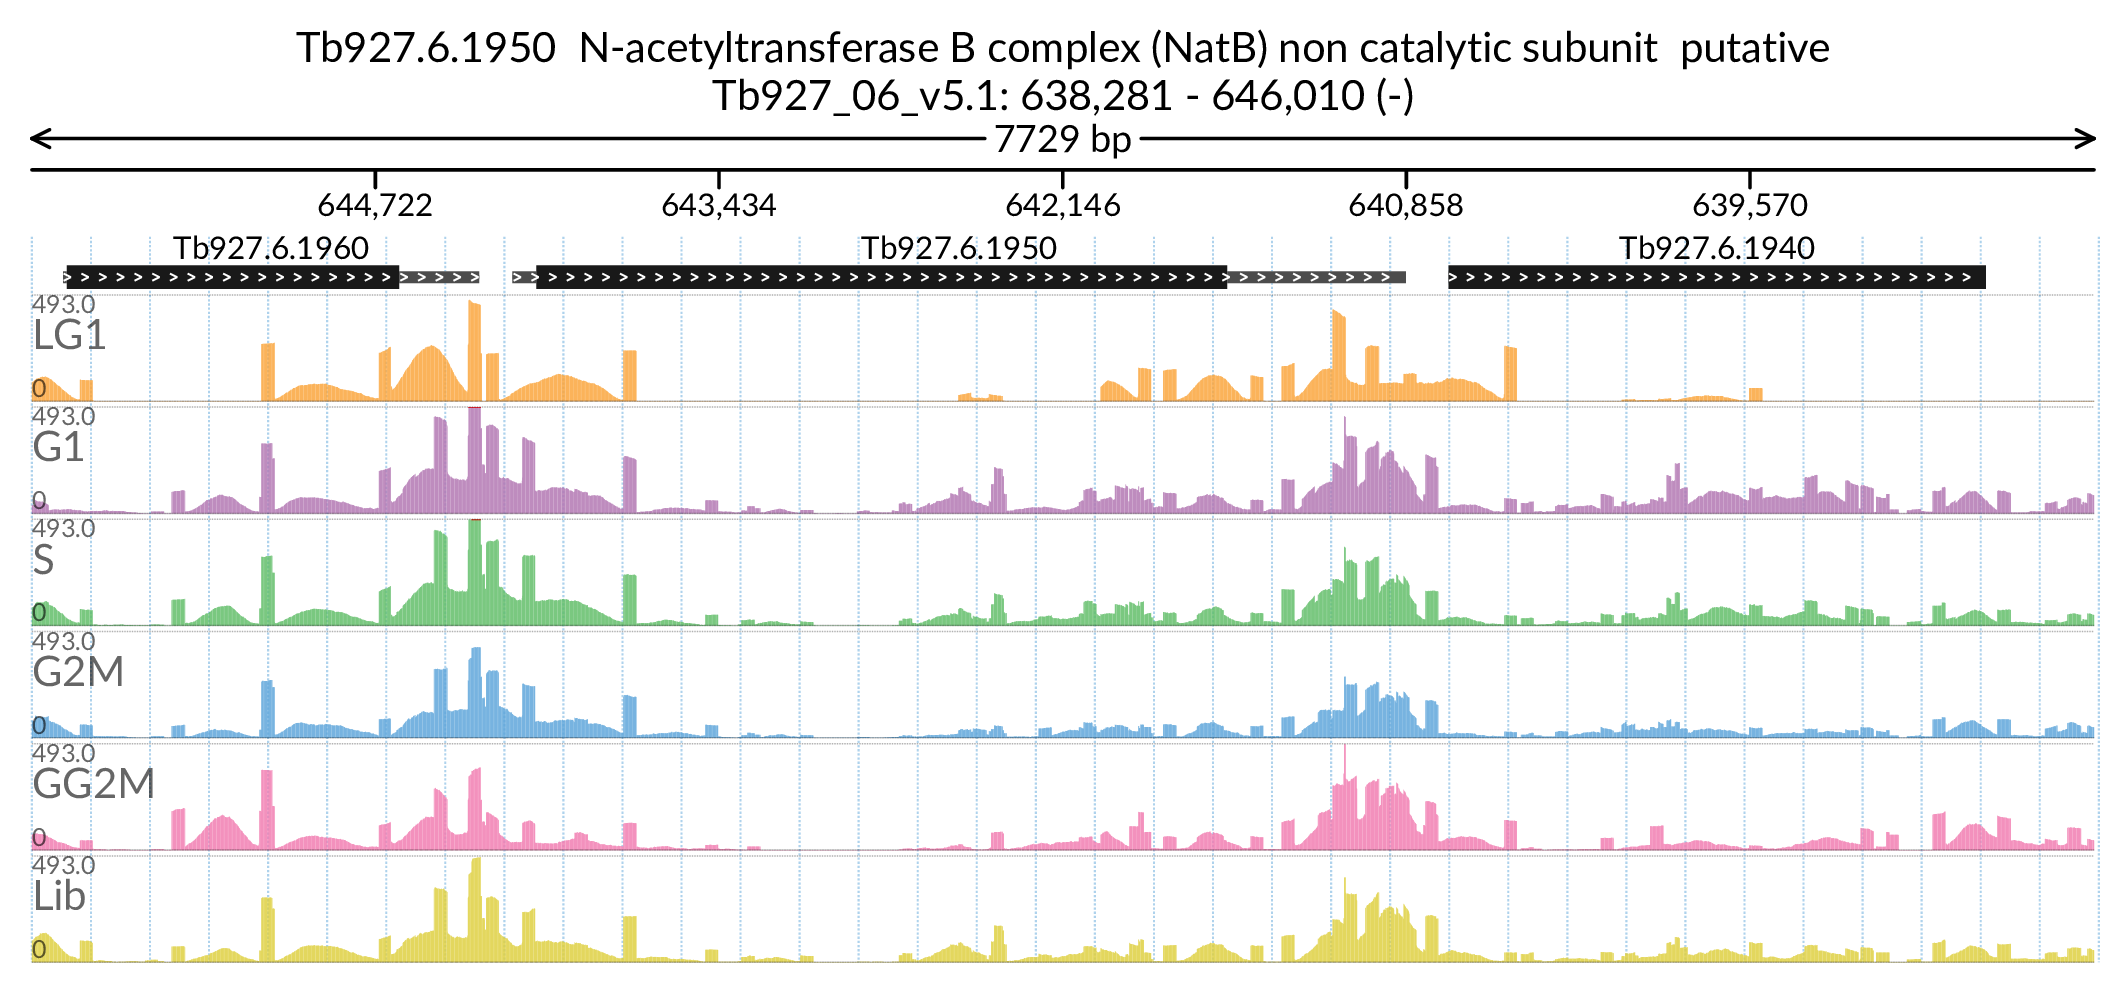 Tb927.6.1950  N-acetyltransferase B complex (NatB) non catalytic subunit  putative
Tb927_06_v5.1: 638,281 - 646,010 (-)
7729 bp
644,722 643,434 642,146 640,858 639,570
Tb927.6.1960 Tb927.6.1950 Tb927.6.1940
493.0
LG1
0
493.0
G1
0
493.0
S
0
493.0
G2M
0
493.0
GG2M
0
493.0
Lib
0